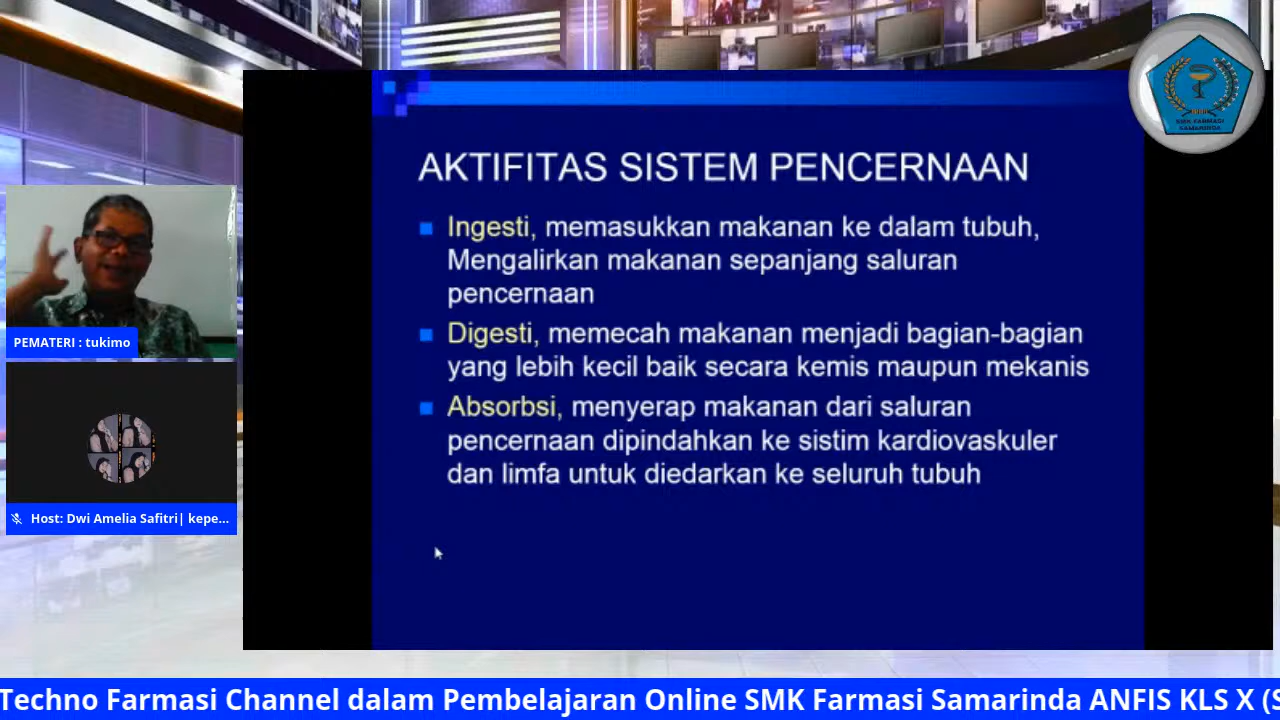 SMK FARMASI
SAMARINDA
AKTIFITAS SISTEM PENCERNAAN
Ingesti, memasukkan makanan ke dalam tubuh,
Mengalirkan makanan sepanjang saluran
pencernaan
Digesti, memecah makanan menjadi bagian-bagian
yang lebih kecil baik secara kemis maupun mekanis
Absorbsi, menyerap makanan dari saluran
pencernaan dipindahkan ke sistim kardiovaskuler
dan limfa untuk diedarkan ke seluruh tubuh
PEMATERI : tukimo
Host: Dwi Amelia Safitri| kepe...
Techno Farmasi Channel dalam Pembelajaran Online SMK Farmasi Samarinda ANFIS KLS X (S